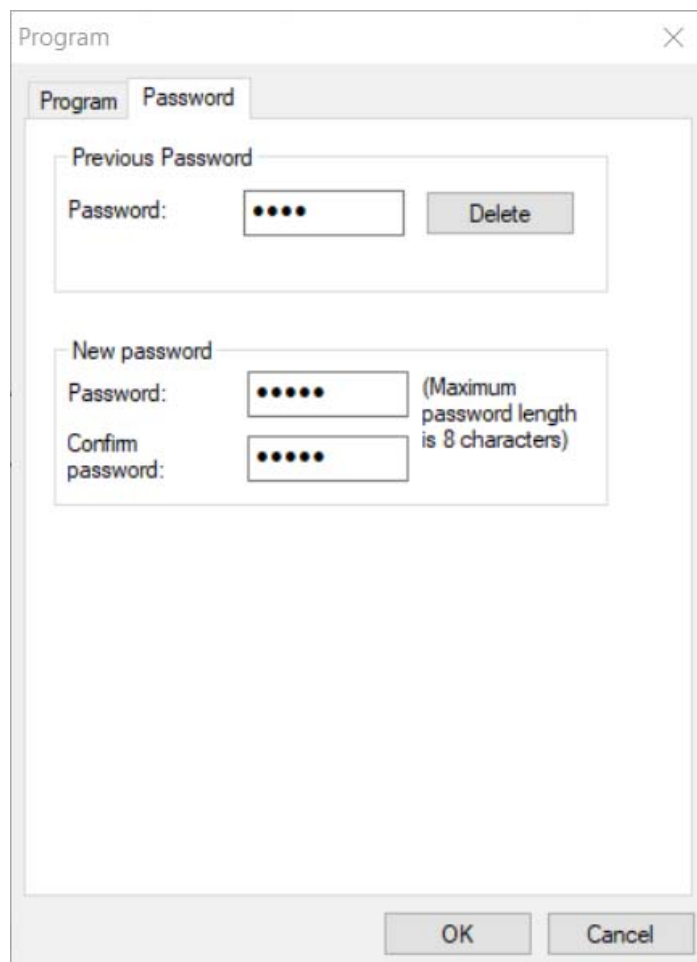 Program
Program Password
Previous Password
Password: •••• Delete
New password
Password: ••••• (Maximum
password length
is 8 characters)
Confirm
password: •••••
OK Cancel